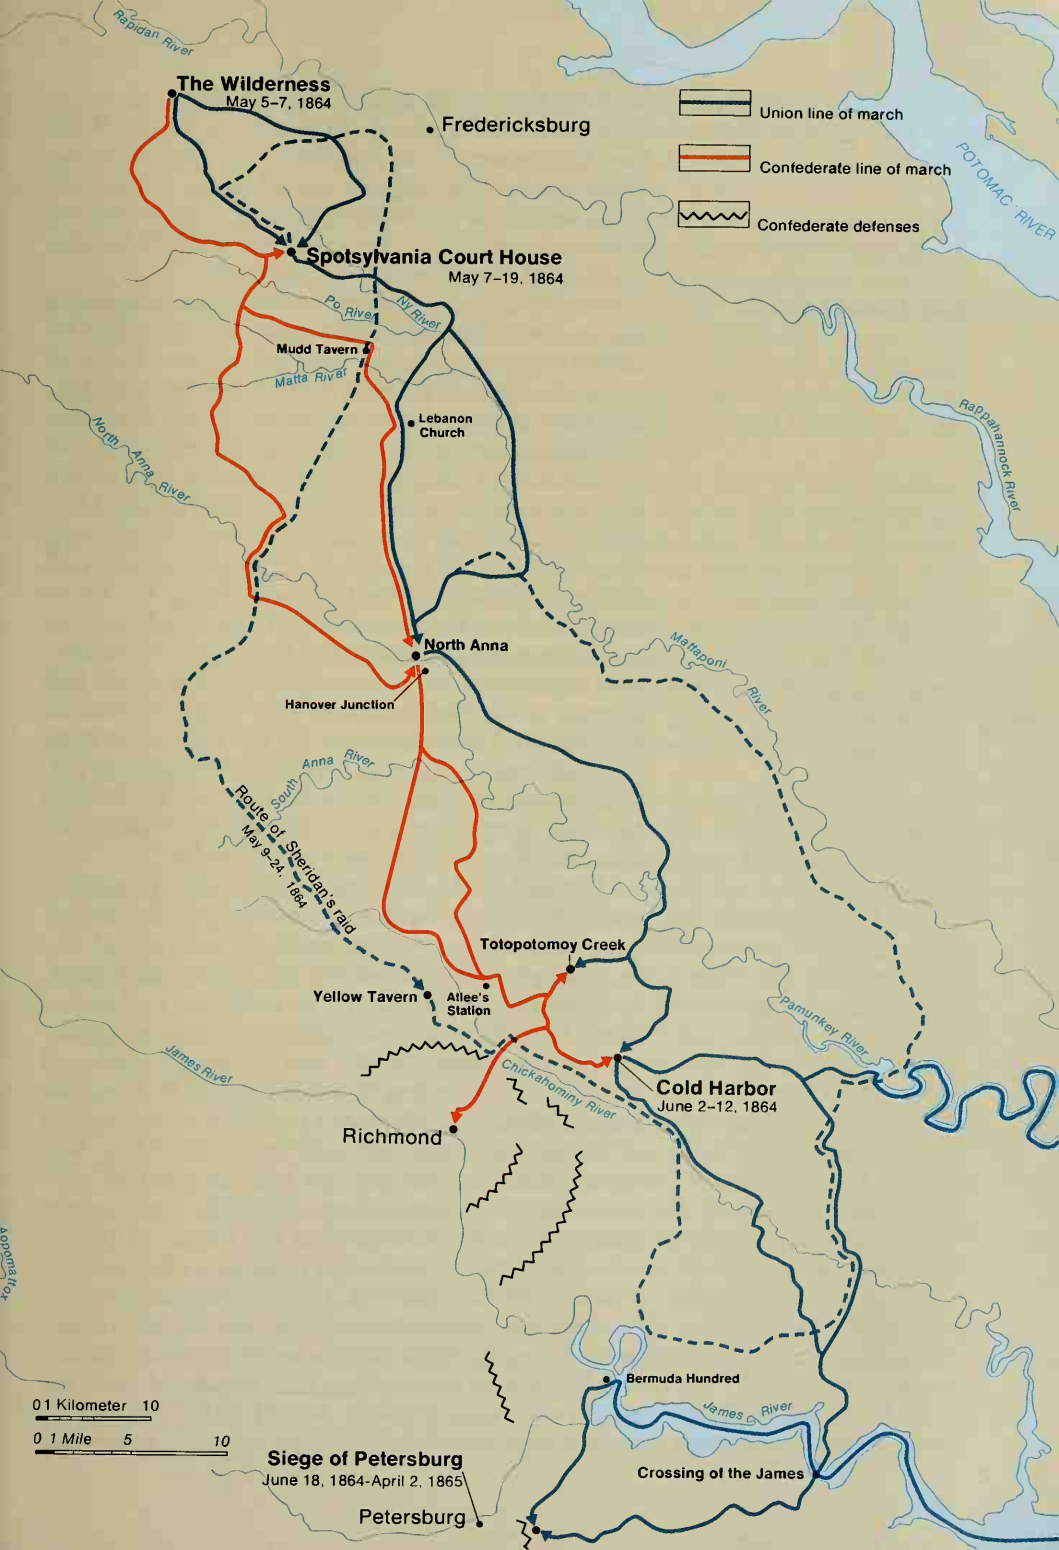 Rapidan River
The Wilderness
May 5–7, 1864
Fredericksburg
Union line of march
Confederate line of march
Confederate defenses
POTOMAC RIVER
Spotsylvania Court House
May 7–19, 1864
Po River
Ny River
Mudd Tavern
Matta River
Lebanon
Church
North Anna River
Rappahannock River
North Anna
Hanover Junction
Mattaponi River
South Anna River
Route of Sheridan's raid
May 9–24, 1864
Totopotomoy Creek
Yellow Tavern
Atlee's
Station
Pamunkey River
James River
Chickahominy River
Cold Harbor
June 2–12, 1864
Richmond
Appomattox
Bermuda Hundred
James River
0 1 Kilometer 10
0 1 Mile 5 10
Siege of Petersburg
June 18, 1864-April 2, 1865
Crossing of the James
Petersburg